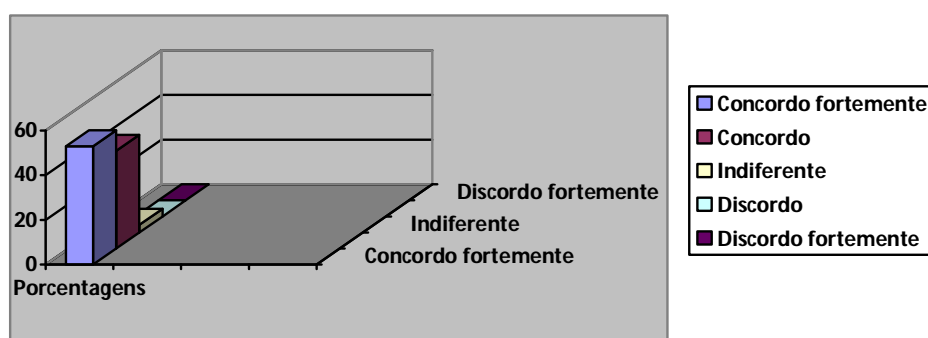 60
40
20
0
Porcentagens
Discordo fortemente
Indiferente
Concordo fortemente
Concordo fortemente
Concordo
Indiferente
Discordo
Discordo fortemente